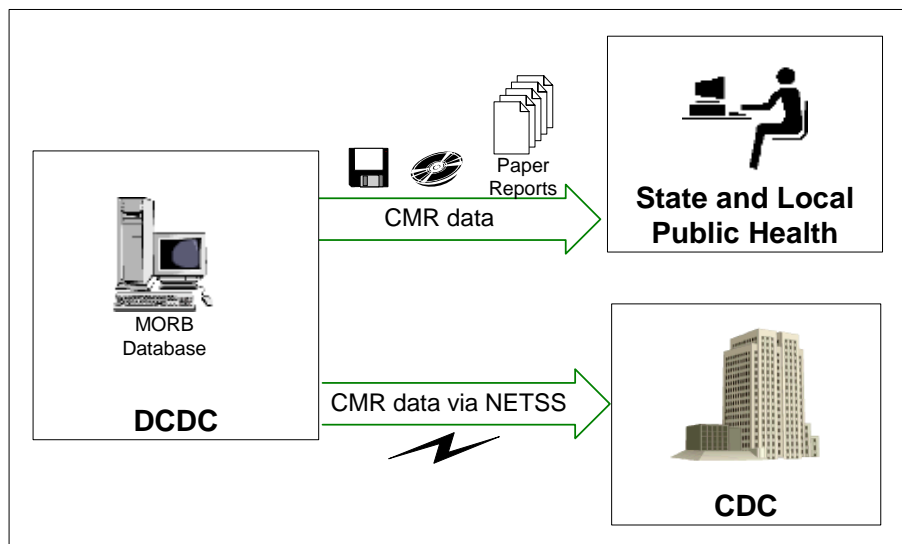 MORB
Database
DCDC
Paper
Reports
CMR data
State and Local
Public Health
CMR data via NETSS
CDC